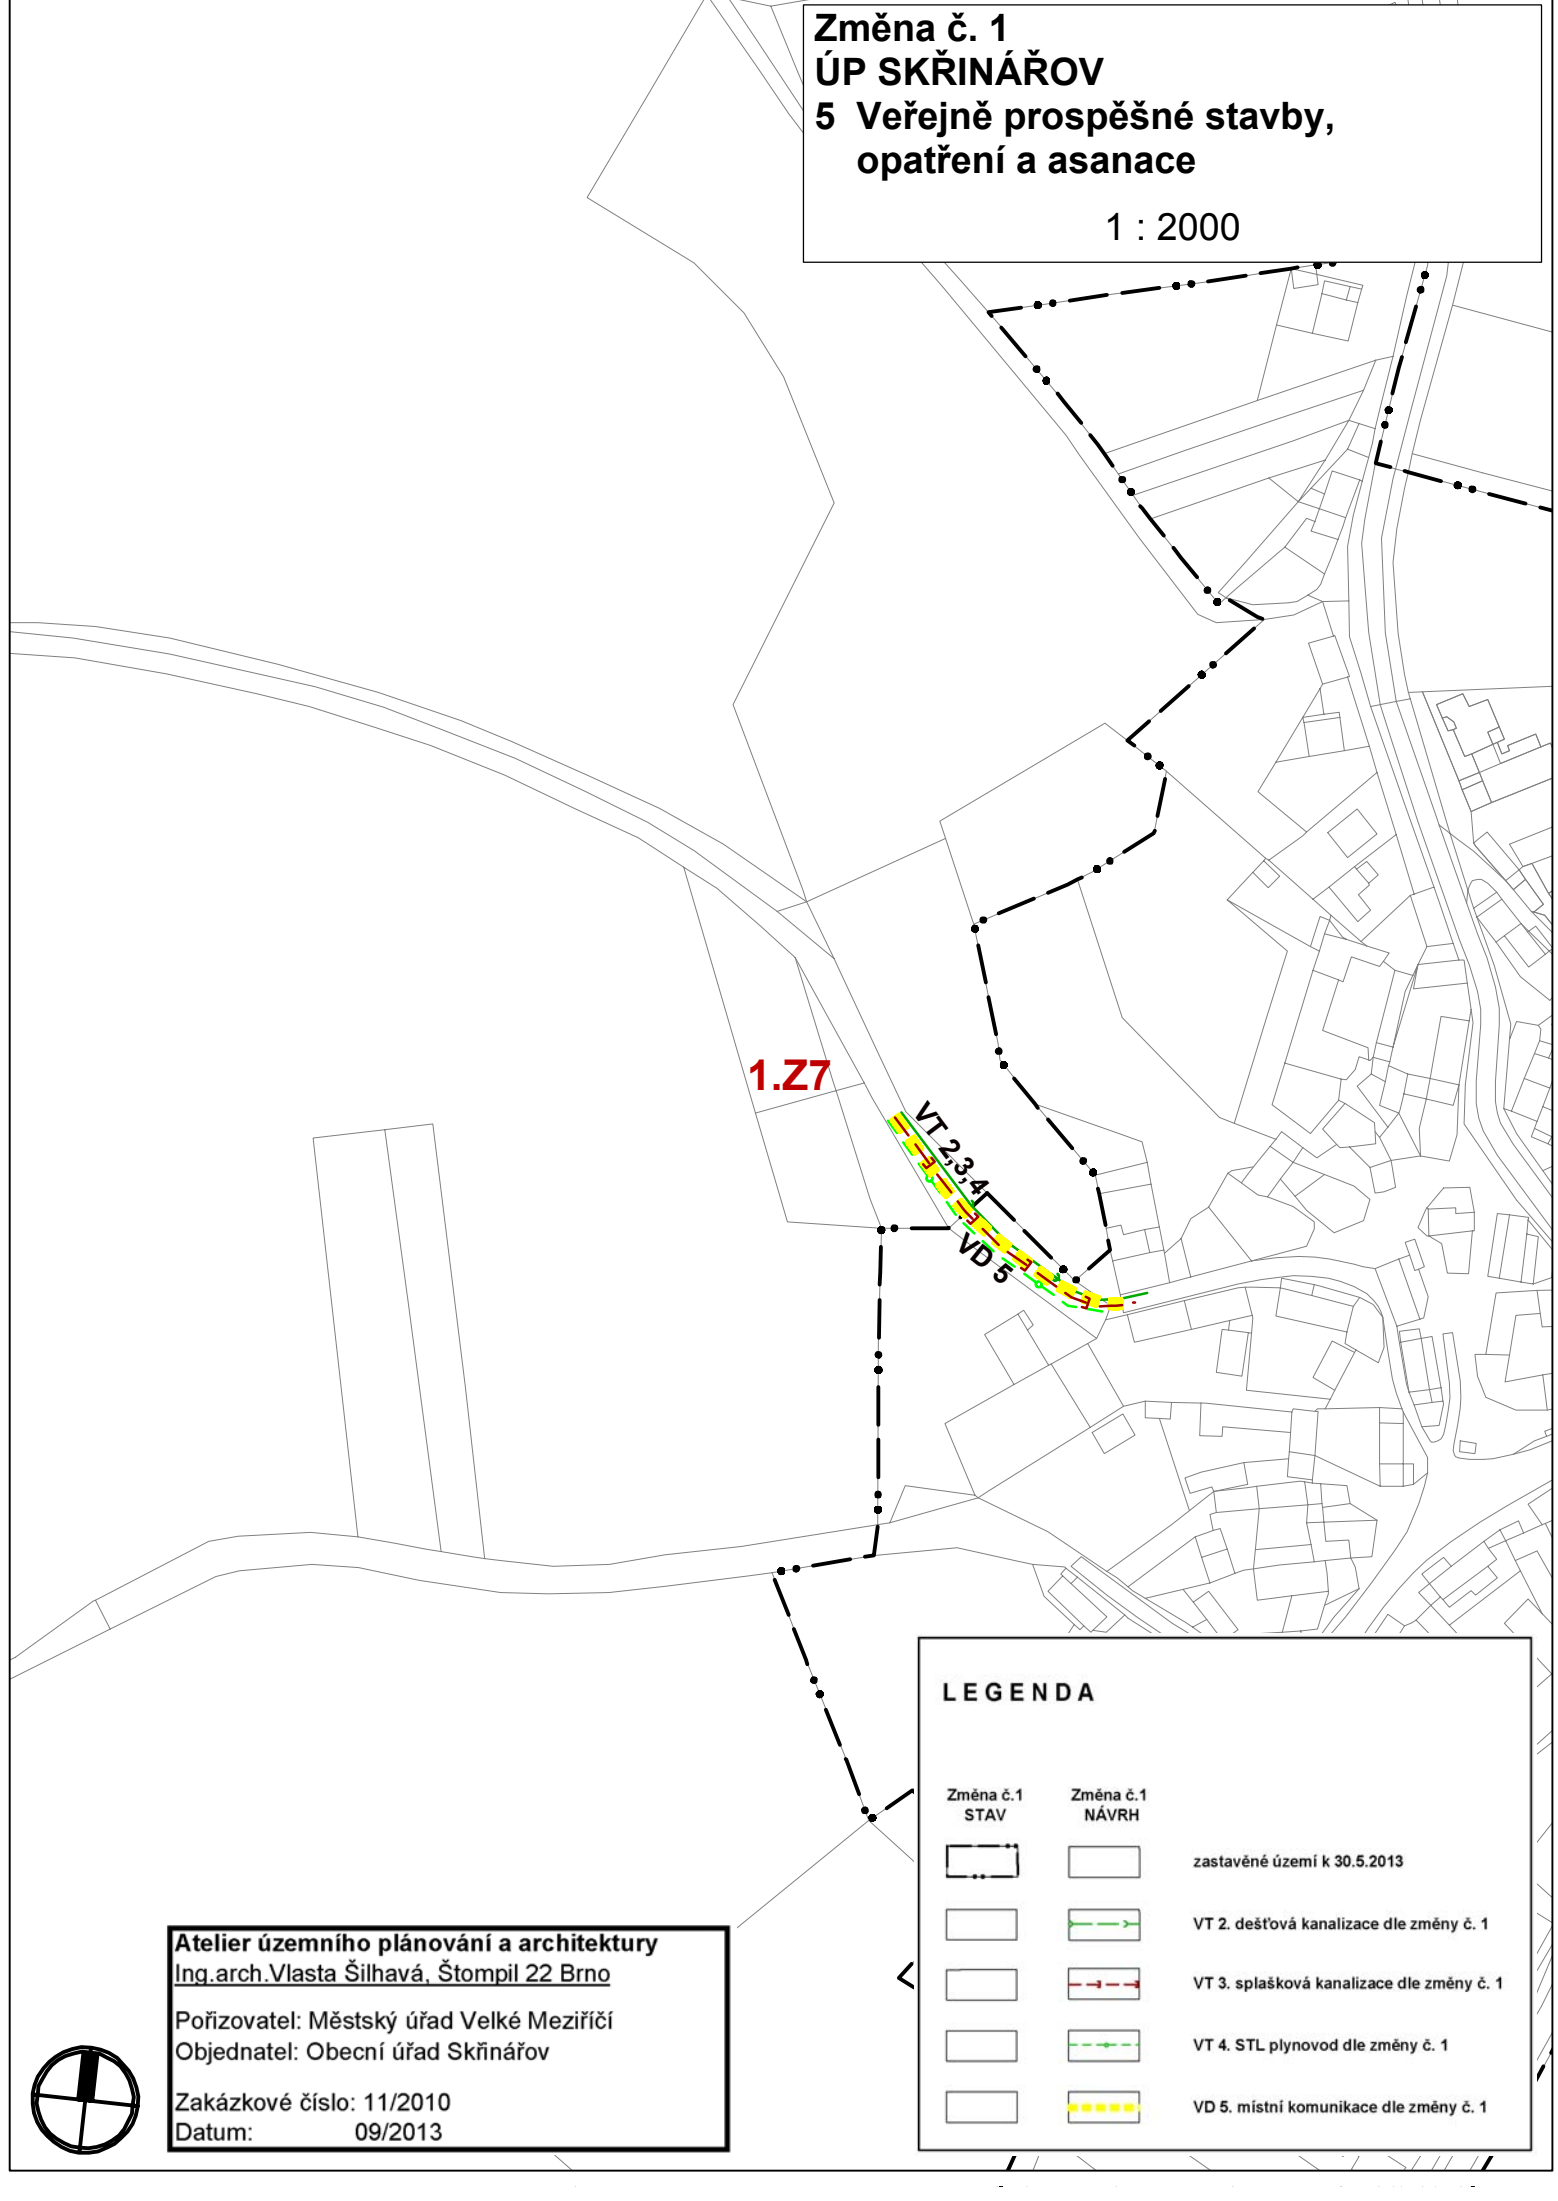 Změna č. 1
ÚP SKŘINÁŘOV
5 Veřejně prospěšné stavby,
opatření a asanace
1 : 2000
1.Z7
VT 2,3,4
VD 5
LEGENDA
Změna č.1
STAV
Změna č.1
NÁVRH
zastavěné území k 30.5.2013
VT 2. dešťová kanalizace dle změny č. 1
VT 3. splašková kanalizace dle změny č. 1
VT 4. STL plynovod dle změny č. 1
VD 5. místní komunikace dle změny č. 1
Atelier územního plánování a architektury
Ing.arch.Vlasta Šilhavá, Štompil 22 Brno
Pořizovatel: Městský úřad Velké Meziříčí
Objednatel: Obecní úřad Skřinářov
Zakázkové číslo: 11/2010
Datum: 09/2013